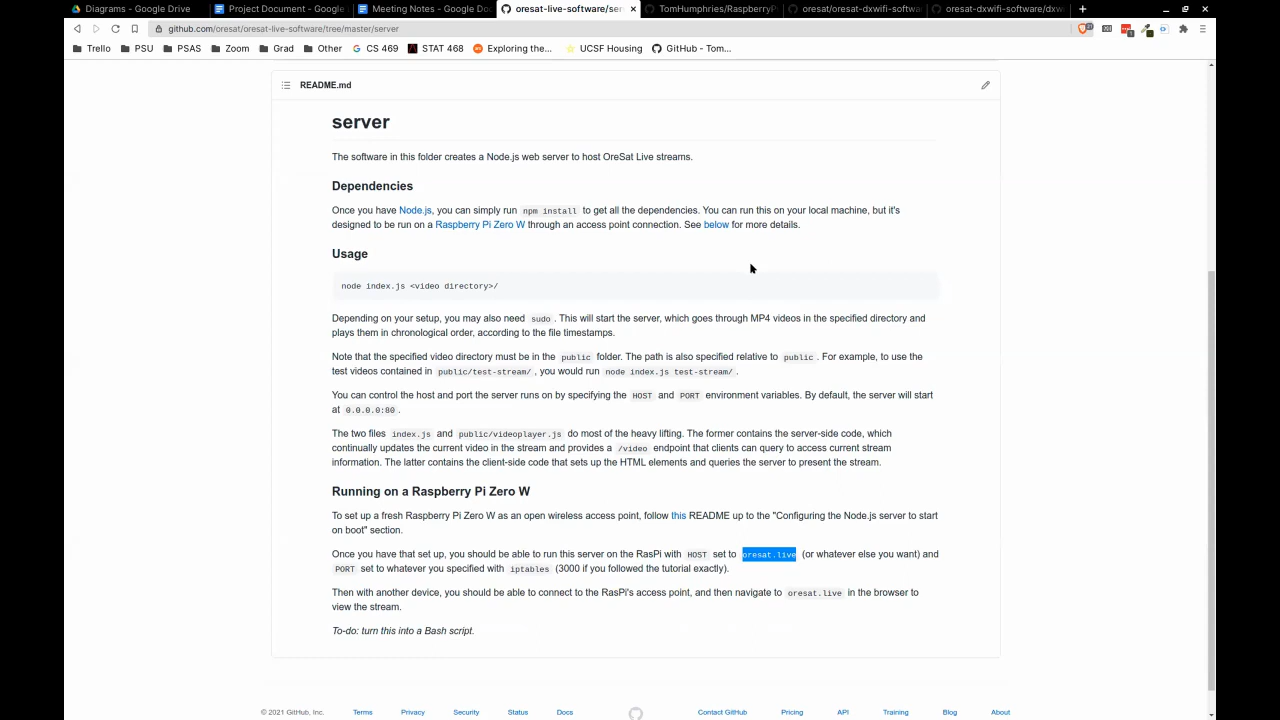 Diagrams - Google Drive
Project Document - Google
Meeting Notes - Google Do
oresat-live-software/ser
TomHumphries/RaspberryP
oresat/oresat-dxwifi-softwa
oresat-dxwifi-software/dxw
github.com/oresat/oresat-live-software/tree/master/server
Trello PSU PSAS Zoom Grad Other CS 469 STAT 468 Exploring the... UCSF Housing GitHub - Tom...
README.md
server
The software in this folder creates a Node.js web server to host OreSat Live streams.
Dependencies
Once you have Node.js, you can simply run npm install to get all the dependencies. You can run this on your local machine, but it's
designed to be run on a Raspberry Pi Zero W through an access point connection. See below for more details.
Usage
node index.js <video directory>/
Depending on your setup, you may also need sudo. This will start the server, which goes through MP4 videos in the specified directory and
plays them in chronological order, according to the file timestamps.
Note that the specified video directory must be in the public folder. The path is also specified relative to public. For example, to use the
test videos contained in public/test-stream/, you would run node index.js test-stream/.
You can control the host and port the server runs on by specifying the HOST and PORT environment variables. By default, the server will start
at 0.0.0.0:80.
The two files index.js and public/videoplayer.js do most of the heavy lifting. The former contains the server-side code, which
continually updates the current video in the stream and provides a /video endpoint that clients can query to access current stream
information. The latter contains the client-side code that sets up the HTML elements and queries the server to present the stream.
Running on a Raspberry Pi Zero W
To set up a fresh Raspberry Pi Zero W as an open wireless access point, follow this README up to the "Configuring the Node.js server to start
on boot" section.
Once you have that set up, you should be able to run this server on the RasPi with HOST set to oresat.live (or whatever else you want) and
PORT set to whatever you specified with iptables (3000 if you followed the tutorial exactly).
Then with another device, you should be able to connect to the RasPi's access point, and then navigate to oresat.live in the browser to
view the stream.
To-do: turn this into a Bash script.
© 2021 GitHub, Inc. Terms Privacy Security Status Docs Contact GitHub Pricing API Training Blog About